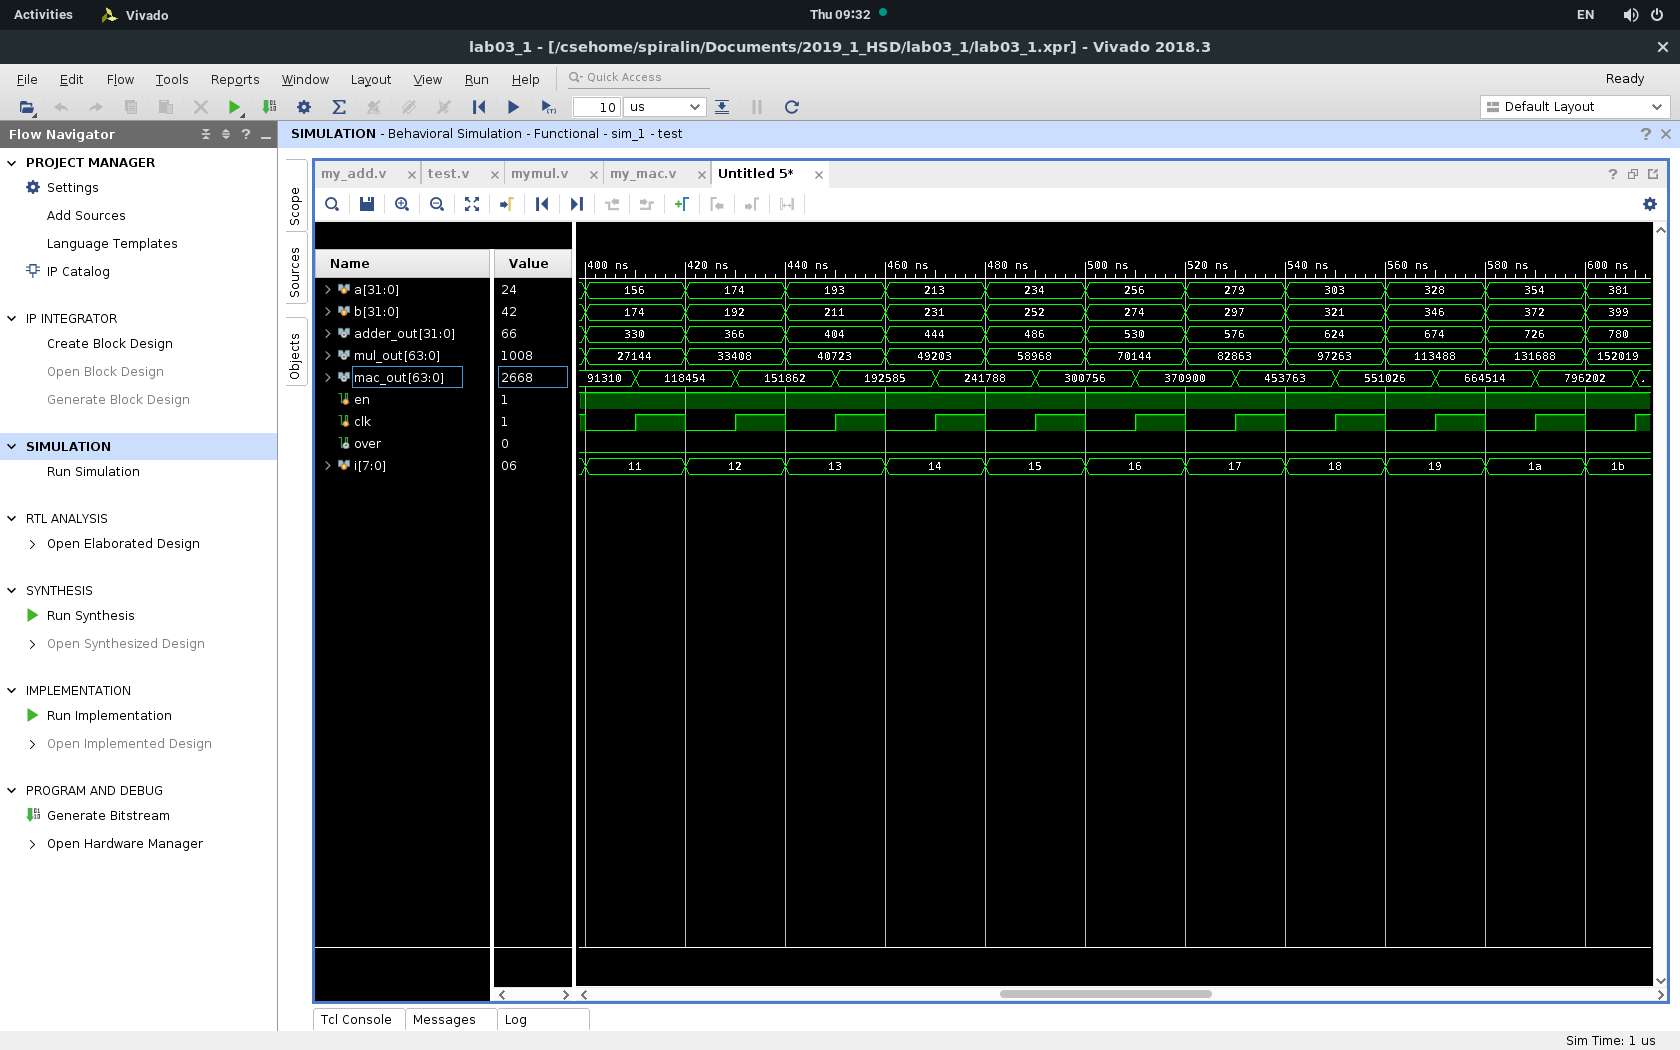 Activities Vivado Thu 09:32 EN
lab03_1 - [/csehome/spiralin/Documents/2019_1_HSD/lab03_1/lab03_1.xpr] - Vivado 2018.3
File Edit Flow Tools Reports Window Layout View Run Help Quick Access Ready
10 us Default Layout
Flow Navigator
SIMULATION - Behavioral Simulation - Functional - sim_1 - test
PROJECT MANAGER
Settings
Add Sources
Language Templates
IP Catalog
IP INTEGRATOR
Create Block Design
Open Block Design
Generate Block Design
SIMULATION
Run Simulation
RTL ANALYSIS
Open Elaborated Design
SYNTHESIS
Run Synthesis
Open Synthesized Design
IMPLEMENTATION
Run Implementation
Open Implemented Design
PROGRAM AND DEBUG
Generate Bitstream
Open Hardware Manager
Scope
Sources
Objects
my_add.v test.v mymul.v my_mac.v Untitled 5*
Name Value 400 ns 420 ns 440 ns 460 ns 480 ns 500 ns 520 ns 540 ns 560 ns 580 ns 600 ns
a[31:0] 24 156 174 193 213 234 256 279 303 328 354 381
b[31:0] 42 174 192 211 231 252 274 297 321 346 372 399
adder_out[31:0] 66 330 366 404 444 486 530 576 624 674 726 780
mul_out[63:0] 1008 27144 33408 40723 49203 58968 70144 82863 97263 113488 131688 152019
mac_out[63:0] 2668 91310 118454 151862 192585 241788 300756 370900 453763 551026 664514 796202
en 1
clk 1
over 0
i[7:0] 06 11 12 13 14 15 16 17 18 19 1a 1b
Tcl Console Messages Log
Sim Time: 1 us